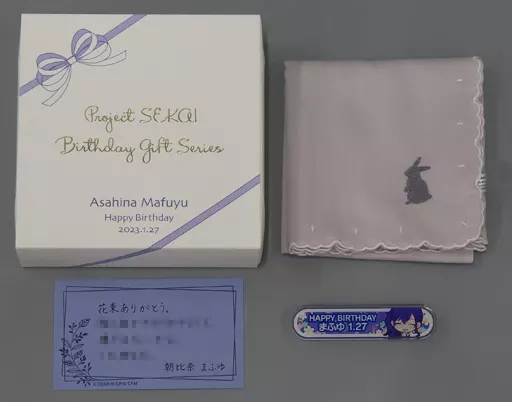 Project SEKAI
Birthday Gift Series
Asahina Mafuyu
Happy Birthday
2023.1.27
花束ありがとう。
朝比奈 まふゆ
HAPPY BIRTHDAY
まふゆ 1.27